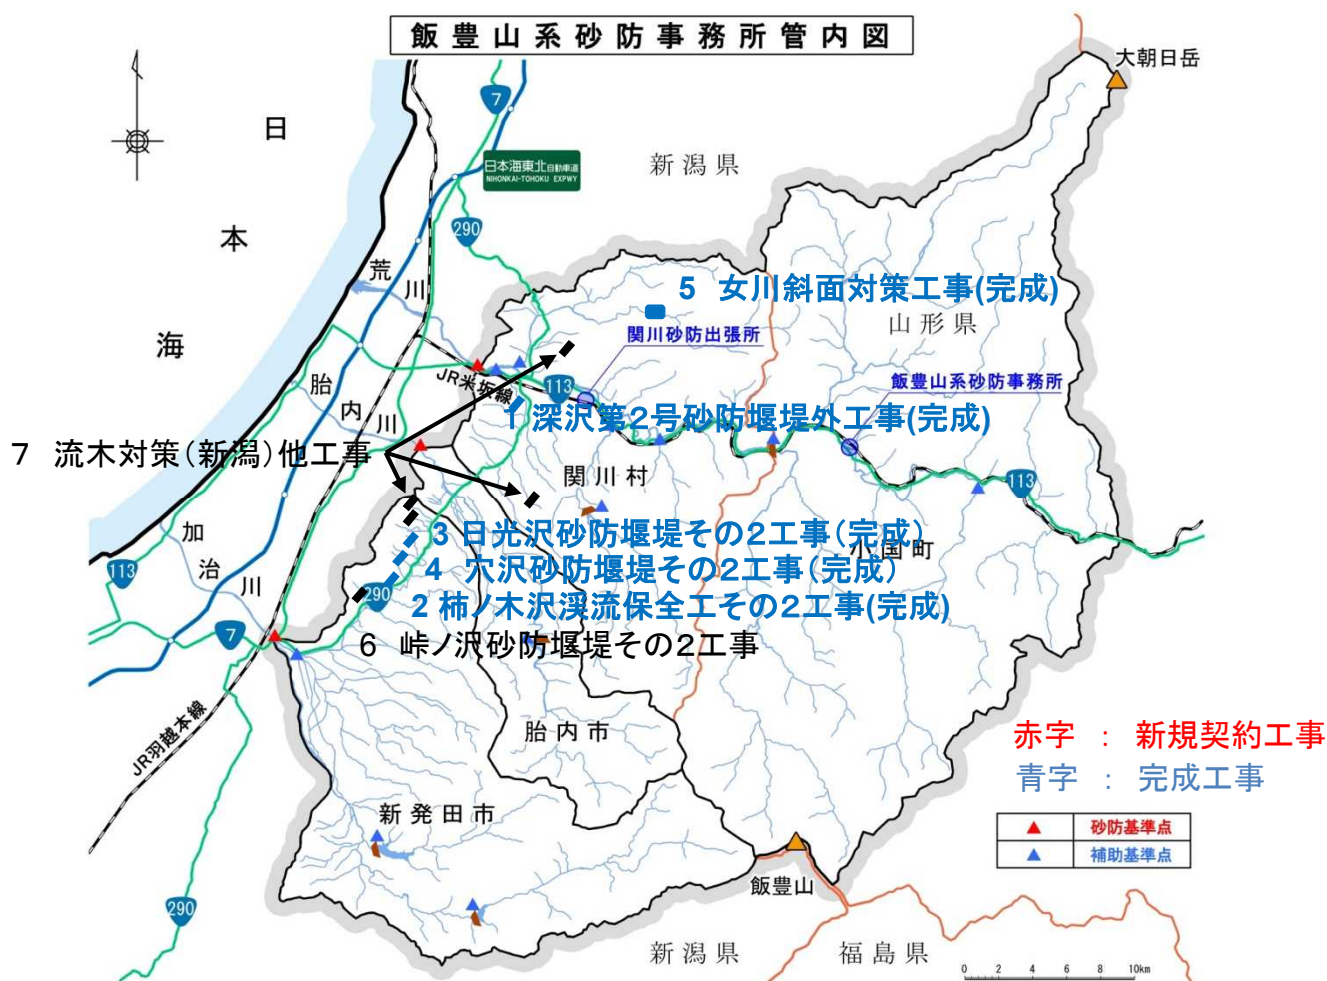 飯豊山系砂防事務所管内図
大朝日岳
7
日
日本海東北自動車道
NIHONKAI-TOHOKU EXPWY
新潟県
290
本
荒
川
5 女川斜面対策工事(完成)
山形県
海
関川砂防出張所
JR米坂線
113
飯豊山系砂防事務所
胎
内
川
1 深沢第2号砂防堰堤外工事(完成)
7 流木対策(新潟)他工事
関川村
113
加
治
川
3 日光沢砂防堰堤その2工事(完成)
小国町
4 穴沢砂防堰堤その2工事(完成)
113
290
2 柿ノ木沢渓流保全工その2工事(完成)
7
6 峠ノ沢砂防堰堤その2工事
JR羽越本線
胎内市
赤字 : 新規契約工事
青字 : 完成工事
新発田市
砂防基準点
補助基準点
飯豊山
290
新潟県
福島県
0 2 4 6 8 10km